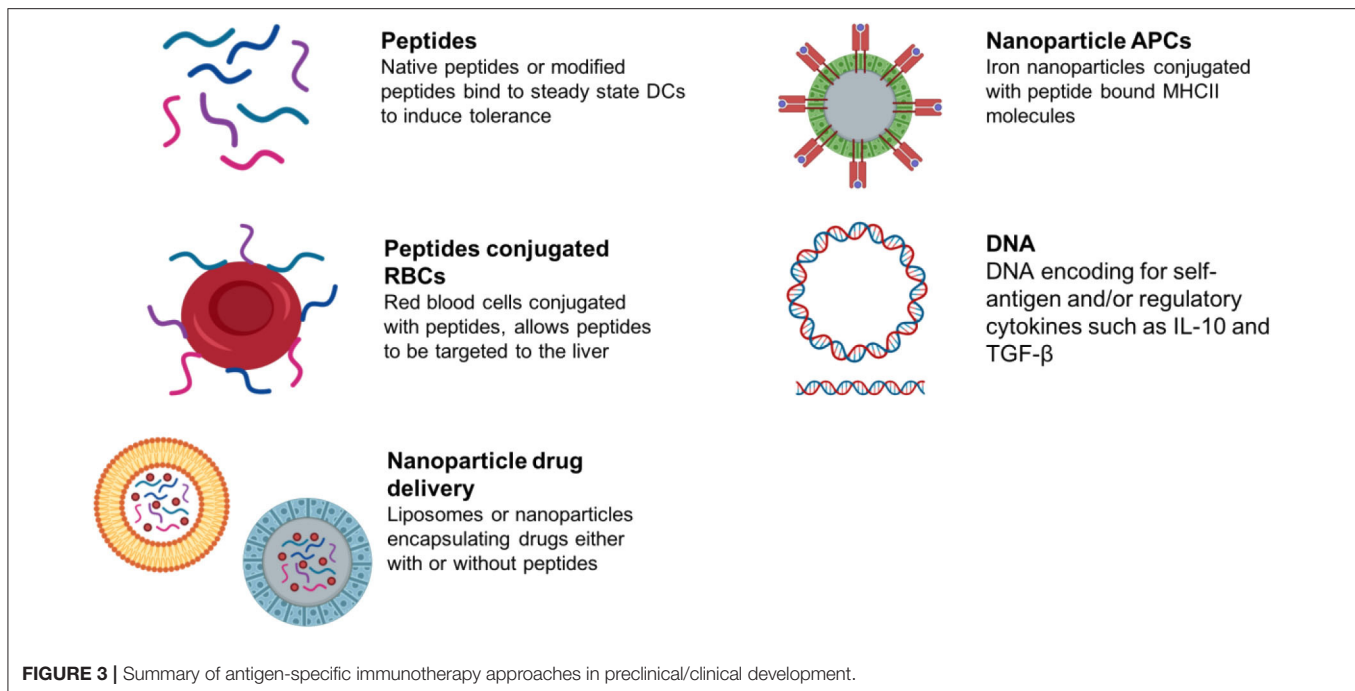 Peptides
Native peptides or modified
peptides bind to steady state DCs
to induce tolerance
Peptides conjugated
RBCs
Red blood cells conjugated
with peptides, allows peptides
to be targeted to the liver
Nanoparticle drug
delivery
Liposomes or nanoparticles
encapsulating drugs either
with or without peptides
Nanoparticle APCs
Iron nanoparticles conjugated
with peptide bound MHCII
molecules
DNA
DNA encoding for self-
antigen and/or regulatory
cytokines such as IL-10 and
TGF-β
FIGURE 3 | Summary of antigen-specific immunotherapy approaches in preclinical/clinical development.